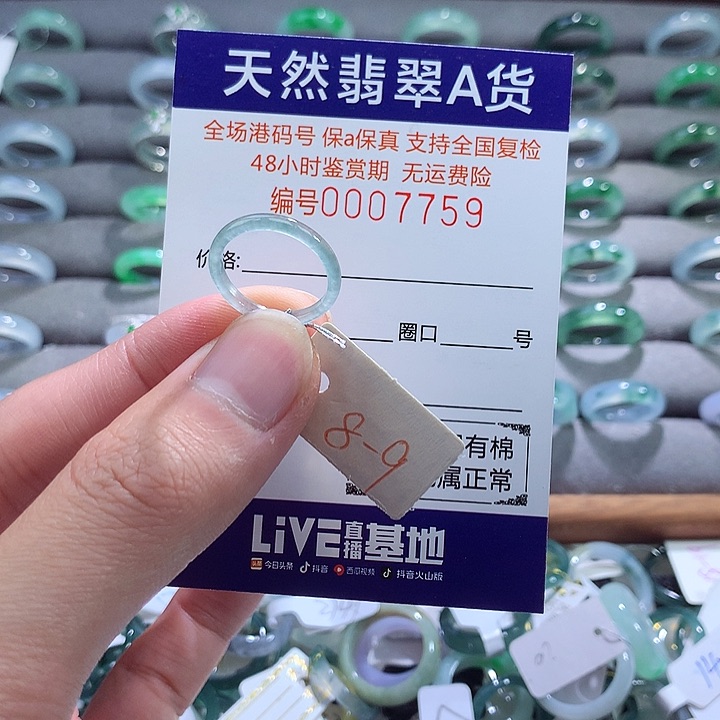 天然翡翠A货
全场港码号 保a保真 支持全国复检
48小时鉴赏期 无运费险
编号0007759
价格:
圈口 号
8-9
有棉
属正常
LiVE直播基地
头条 今日头条 抖音 西瓜视频 抖音火山版